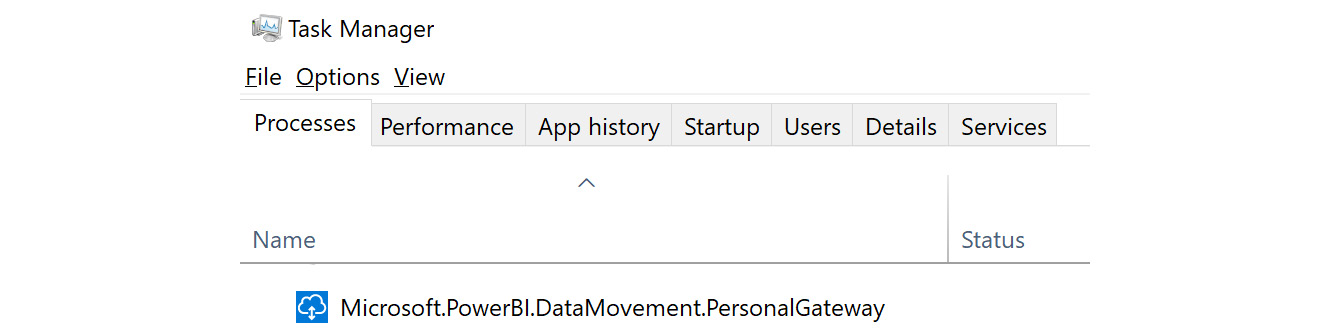 Task Manager
File Options View
Processes Performance App history Startup Users Details Services
Name Status
Microsoft.PowerBI.DataMovement.PersonalGateway